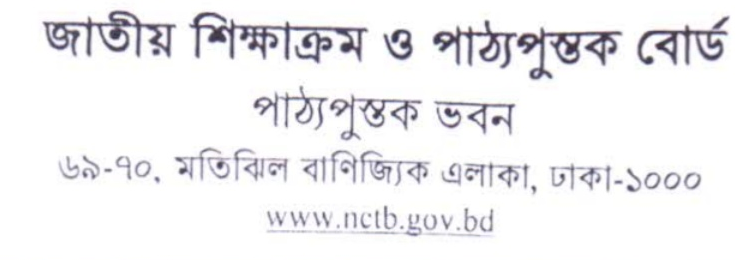 জাতীয় শিক্ষাক্রম ও পাঠ্যপুস্তক বোর্ড
পাঠ্যপুস্তক ভবন
৬৯-৭০, মতিঝিল বাণিজ্যিক এলাকা, ঢাকা-১০০০
www.nctb.gov.bd